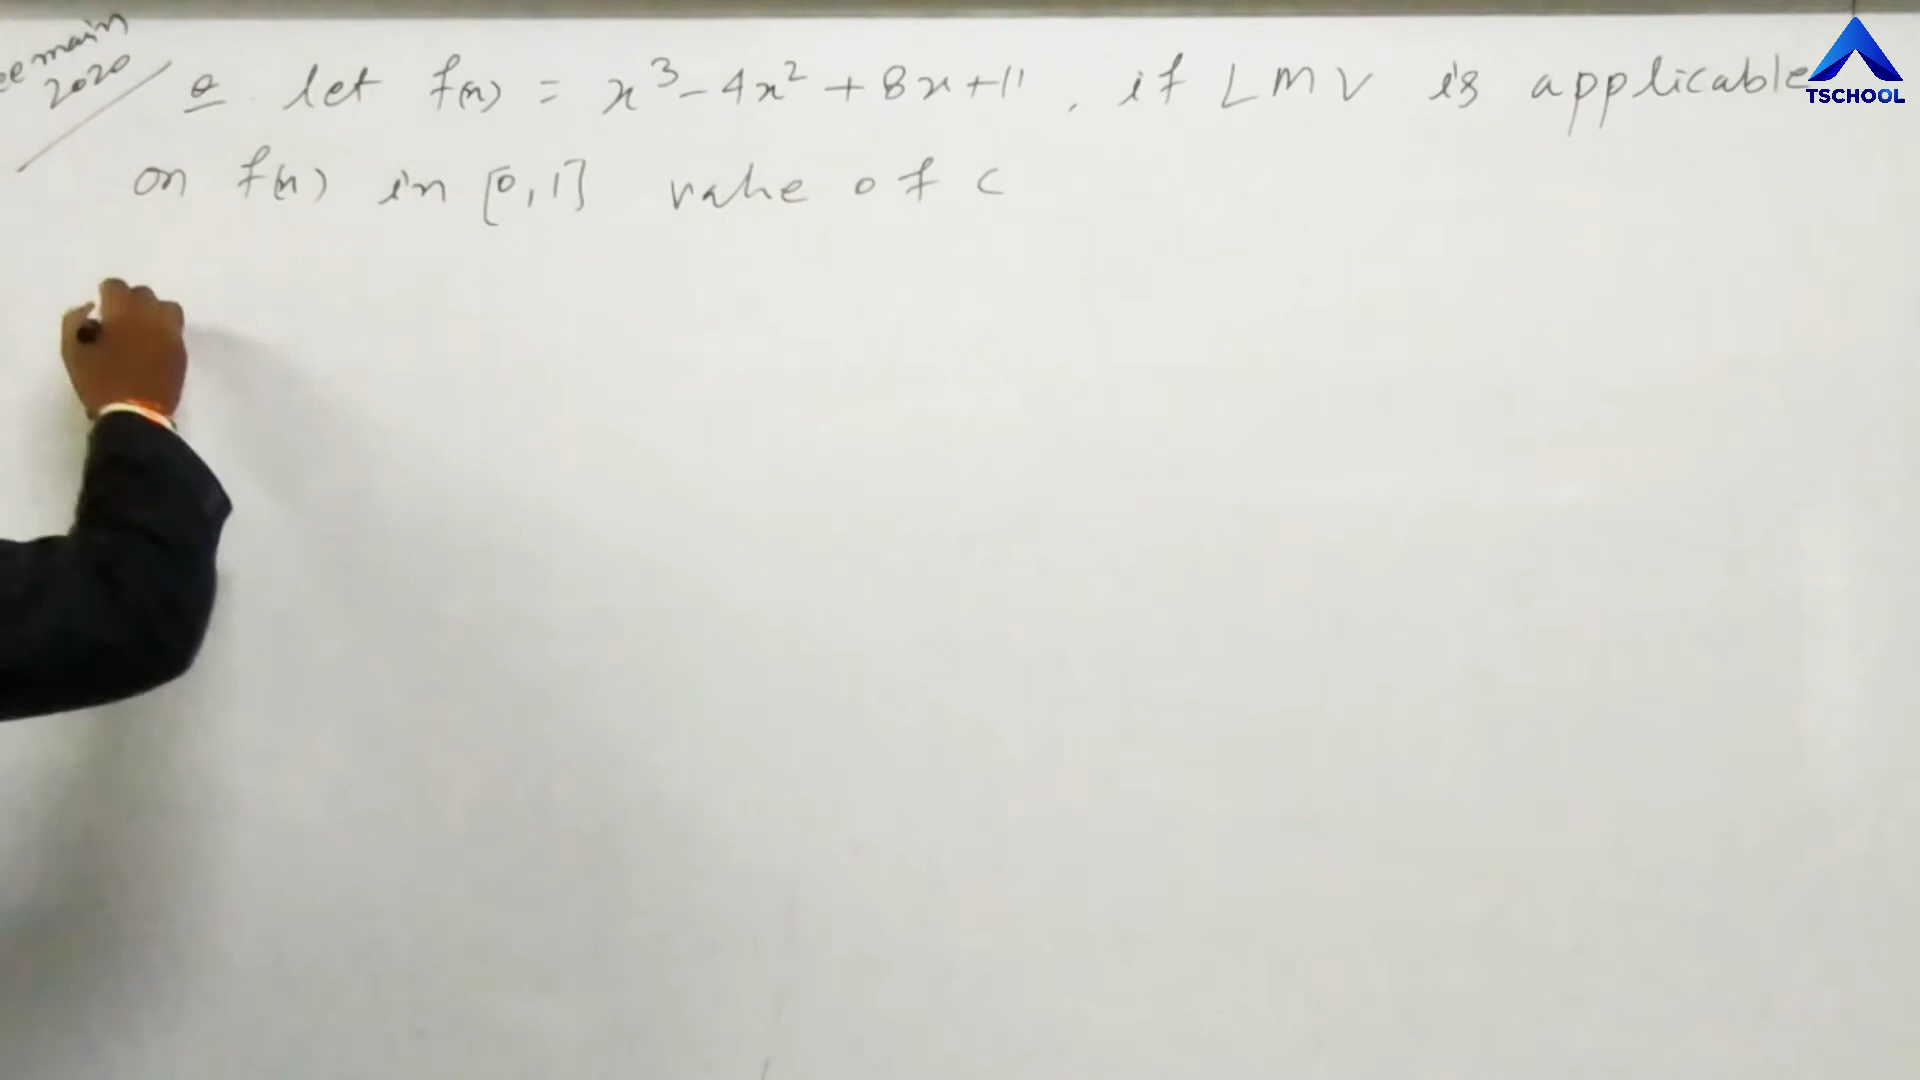 ee main
2020
Q let f(x) = x³ - 4x² + 8x + 11 , if LMV is applicable
on f(x) in [0, 1] value of c
TSCHOOL